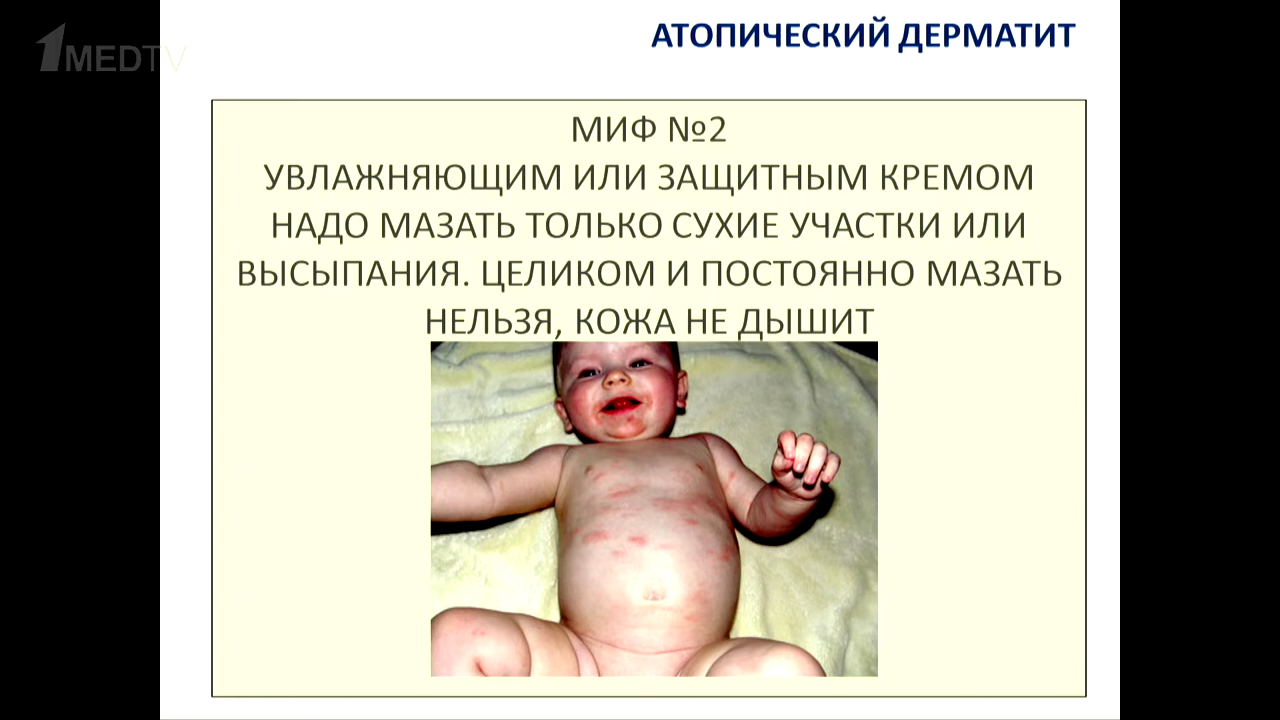 1MEDTV
АТОПИЧЕСКИЙ ДЕРМАТИТ
МИФ №2
УВЛАЖНЯЮЩИМ ИЛИ ЗАЩИТНЫМ КРЕМОМ
НАДО МАЗАТЬ ТОЛЬКО СУХИЕ УЧАСТКИ ИЛИ
ВЫСЫПАНИЯ. ЦЕЛИКОМ И ПОСТОЯННО МАЗАТЬ
НЕЛЬЗЯ, КОЖА НЕ ДЫШИТ